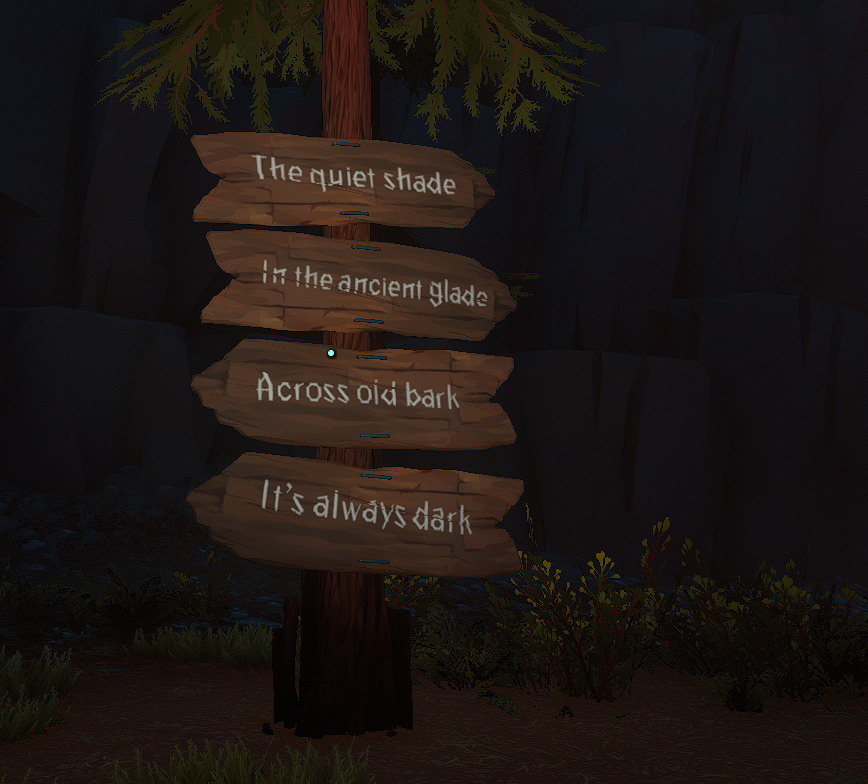 The quiet shade
In the ancient glade
Across old bark
It's always dark